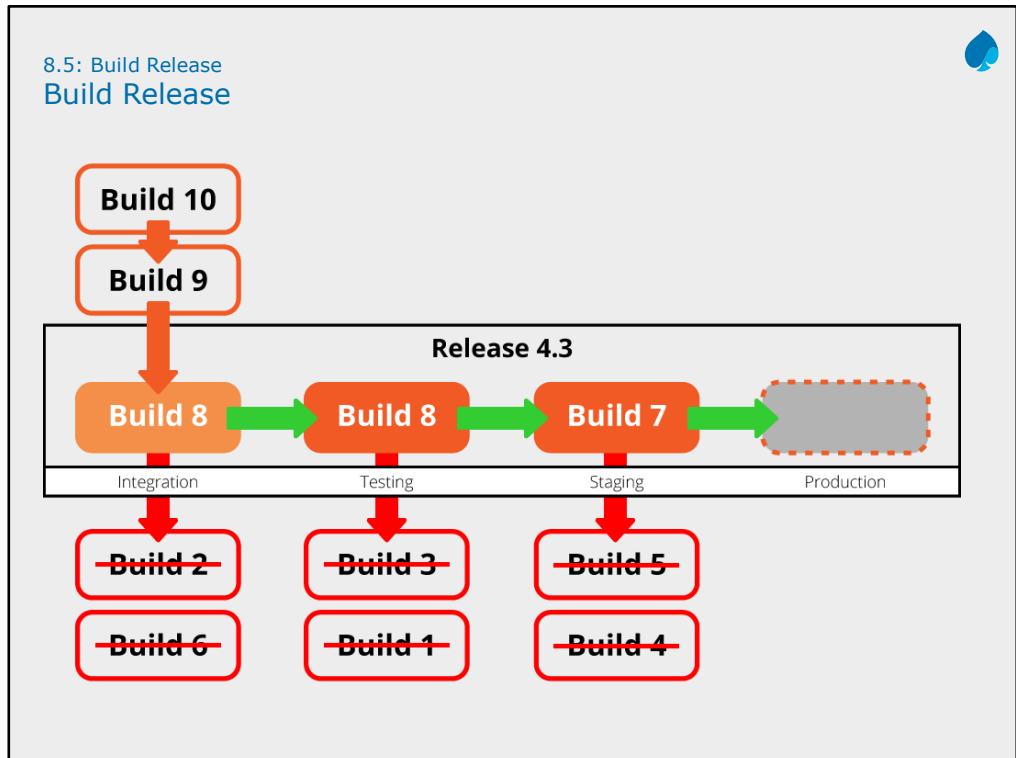 8.5: Build Release
Build Release
Build 10
Build 9
Release 4.3
Build 8
Build 8
Build 7
Integration
Testing
Staging
Production
Build 2
Build 3
Build 5
Build 6
Build 1
Build 4